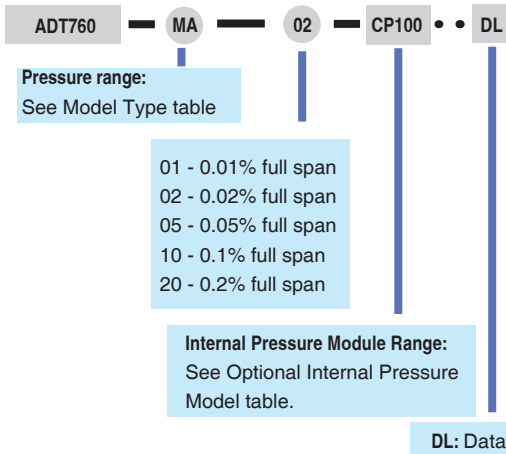 ADT760 — MA — 02 — CP100 • • DL
Pressure range:
See Model Type table
01 - 0.01% full span
02 - 0.02% full span
05 - 0.05% full span
10 - 0.1% full span
20 - 0.2% full span
Internal Pressure Module Range:
See Optional Internal Pressure
Model table.
DL: Data